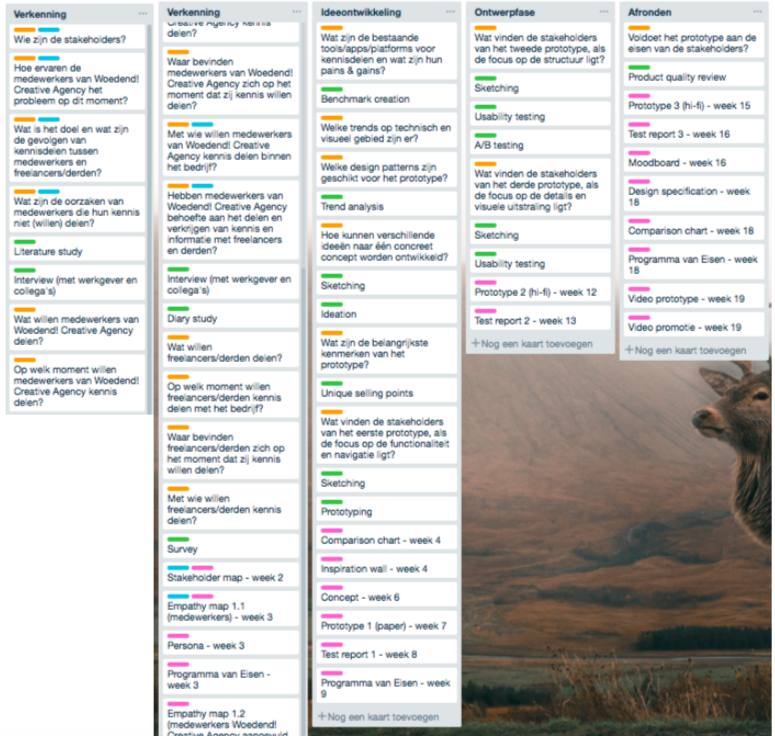 Verkenning
Wie zijn de stakeholders?
Hoe ervaren de
medewerkers van Woedend!
Creative Agency het
probleem op dit moment?
Wat is het doel en wat zijn
de gevolgen van
kennisdelen tussen
medewerkers en
freelancers/derden?
Wat zijn de oorzaken van
medewerkers die hun kennis
niet (willen) delen?
Literature study
Interview (met werkgever en
collega's)
Wat willen medewerkers van
Woedend! Creative Agency
delen?
Op welk moment willen
medewerkers van Woedend!
Creative Agency kennis
delen?
Verkenning
Creative Agency kennis
delen?
Waar bevinden
medewerkers van Woedend!
Creative Agency zich op het
moment dat zij kennis willen
delen?
Met wie willen medewerkers
van Woedend! Creative
Agency kennis delen binnen
het bedrijf?
Hebben medewerkers van
Woedend! Creative Agency
behoefte aan het delen en
verkrijgen van kennis en
informatie met freelancers
en derden?
Interview (met werkgever en
collega's)
Diary study
Wat willen
freelancers/derden delen?
Op welk moment willen
freelancers/derden kennis
delen met het bedrijf?
Waar bevinden
freelancers/derden zich op
het moment dat zij kennis
willen delen?
Met wie willen
freelancers/derden kennis
delen?
Survey
Stakeholder map - week 2
Empathy map 1.1
(medewerkers) - week 3
Persona - week 3
Programma van Eisen -
week 3
Empathy map 1.2
(medewerkers Woedend!
Creative Agency aangevuld
Ideeontwikkeling
Wat zijn de bestaande
tools/apps/platforms voor
kennisdelen en wat zijn hun
pains & gains?
Benchmark creation
Welke trends op technisch en
visueel gebied zijn er?
Welke design patterns zijn
geschikt voor het prototype?
Trend analysis
Hoe kunnen verschillende
ideeën naar één concreet
concept worden ontwikkeld?
Sketching
Ideation
Wat zijn de belangrijkste
kenmerken van het
prototype?
Unique selling points
Wat vinden de stakeholders
van het eerste prototype, als
de focus op de functionaliteit
en navigatie ligt?
Sketching
Prototyping
Comparison chart - week 4
Inspiration wall - week 4
Concept - week 6
Prototype 1 (paper) - week 7
Test report 1 - week 8
Programma van Eisen - week
9
+ Nog een kaart toevoegen
Ontwerpfase
Wat vinden de stakeholders
van het tweede prototype, als
de focus op de structuur ligt?
Sketching
Usability testing
A/B testing
Wat vinden de stakeholders
van het derde prototype, als
de focus op de details en
visuele uitstraling ligt?
Sketching
Usability testing
Prototype 2 (hi-fi) - week 12
Test report 2 - week 13
+ Nog een kaart toevoegen
Afronden
Voldoet het prototype aan de
eisen van de stakeholders?
Product quality review
Prototype 3 (hi-fi) - week 15
Test report 3 - week 16
Moodboard - week 16
Design specification - week
18
Comparison chart - week 18
Programma van Eisen - week
18
Video prototype - week 19
Video promotie - week 19
+ Nog een kaart toevoegen